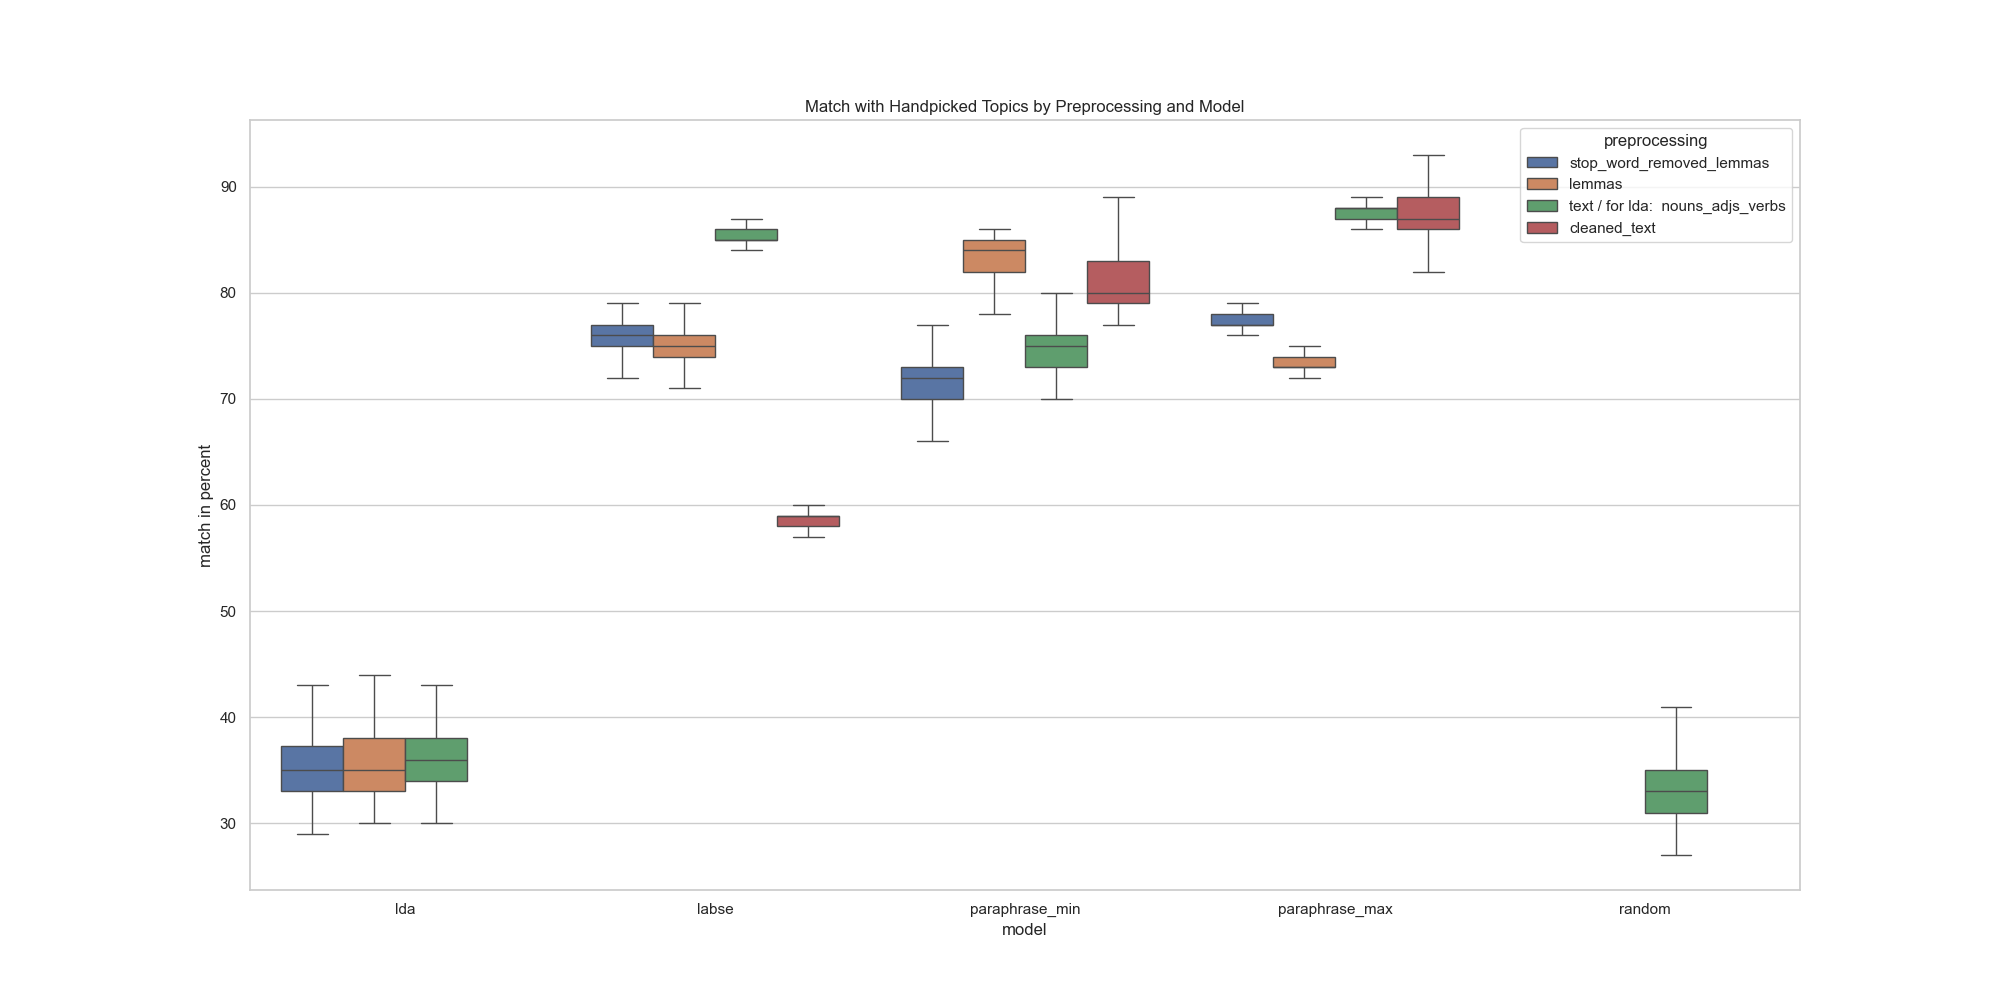 Match with Handpicked Topics by Preprocessing and Model
preprocessing
stop_word_removed_lemmas
lemmas
text / for lda:  nouns_adjs_verbs
cleaned_text
match in percent
90
80
70
60
50
40
30
lda
labse
paraphrase_min
paraphrase_max
random
model